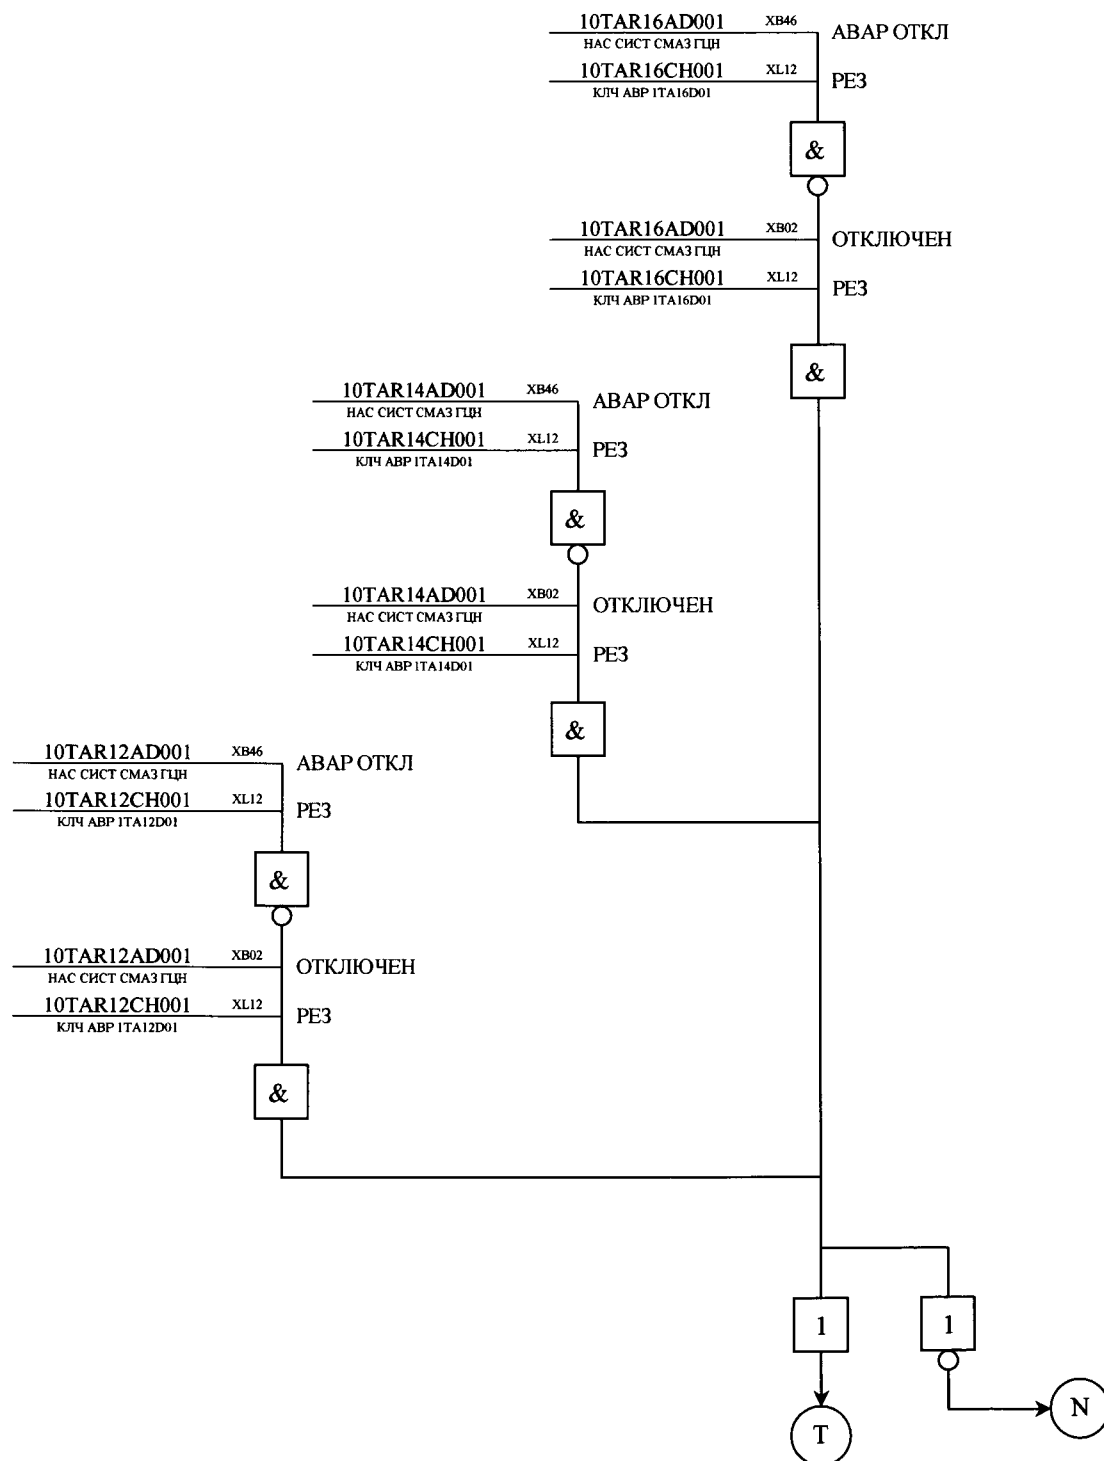 10TAR16AD001 XB46 АВАР ОТКЛ
НАС СИСТ СМАЗ ГЦН
10TAR16CH001 XL12 РЕЗ
КЛЧ АВР 1TA16D01
&
10TAR16AD001 XB02 ОТКЛЮЧЕН
НАС СИСТ СМАЗ ГЦН
10TAR16CH001 XL12 РЕЗ
КЛЧ АВР 1TA16D01
&
10TAR14AD001 XB46 АВАР ОТКЛ
НАС СИСТ СМАЗ ГЦН
10TAR14CH001 XL12 РЕЗ
КЛЧ АВР 1TA14D01
&
10TAR14AD001 XB02 ОТКЛЮЧЕН
НАС СИСТ СМАЗ ГЦН
10TAR14CH001 XL12 РЕЗ
КЛЧ АВР 1TA14D01
&
10TAR12AD001 XB46 АВАР ОТКЛ
НАС СИСТ СМАЗ ГЦН
10TAR12CH001 XL12 РЕЗ
КЛЧ АВР 1TA12D01
&
10TAR12AD001 XB02 ОТКЛЮЧЕН
НАС СИСТ СМАЗ ГЦН
10TAR12CH001 XL12 РЕЗ
КЛЧ АВР 1TA12D01
&
1 1
T N